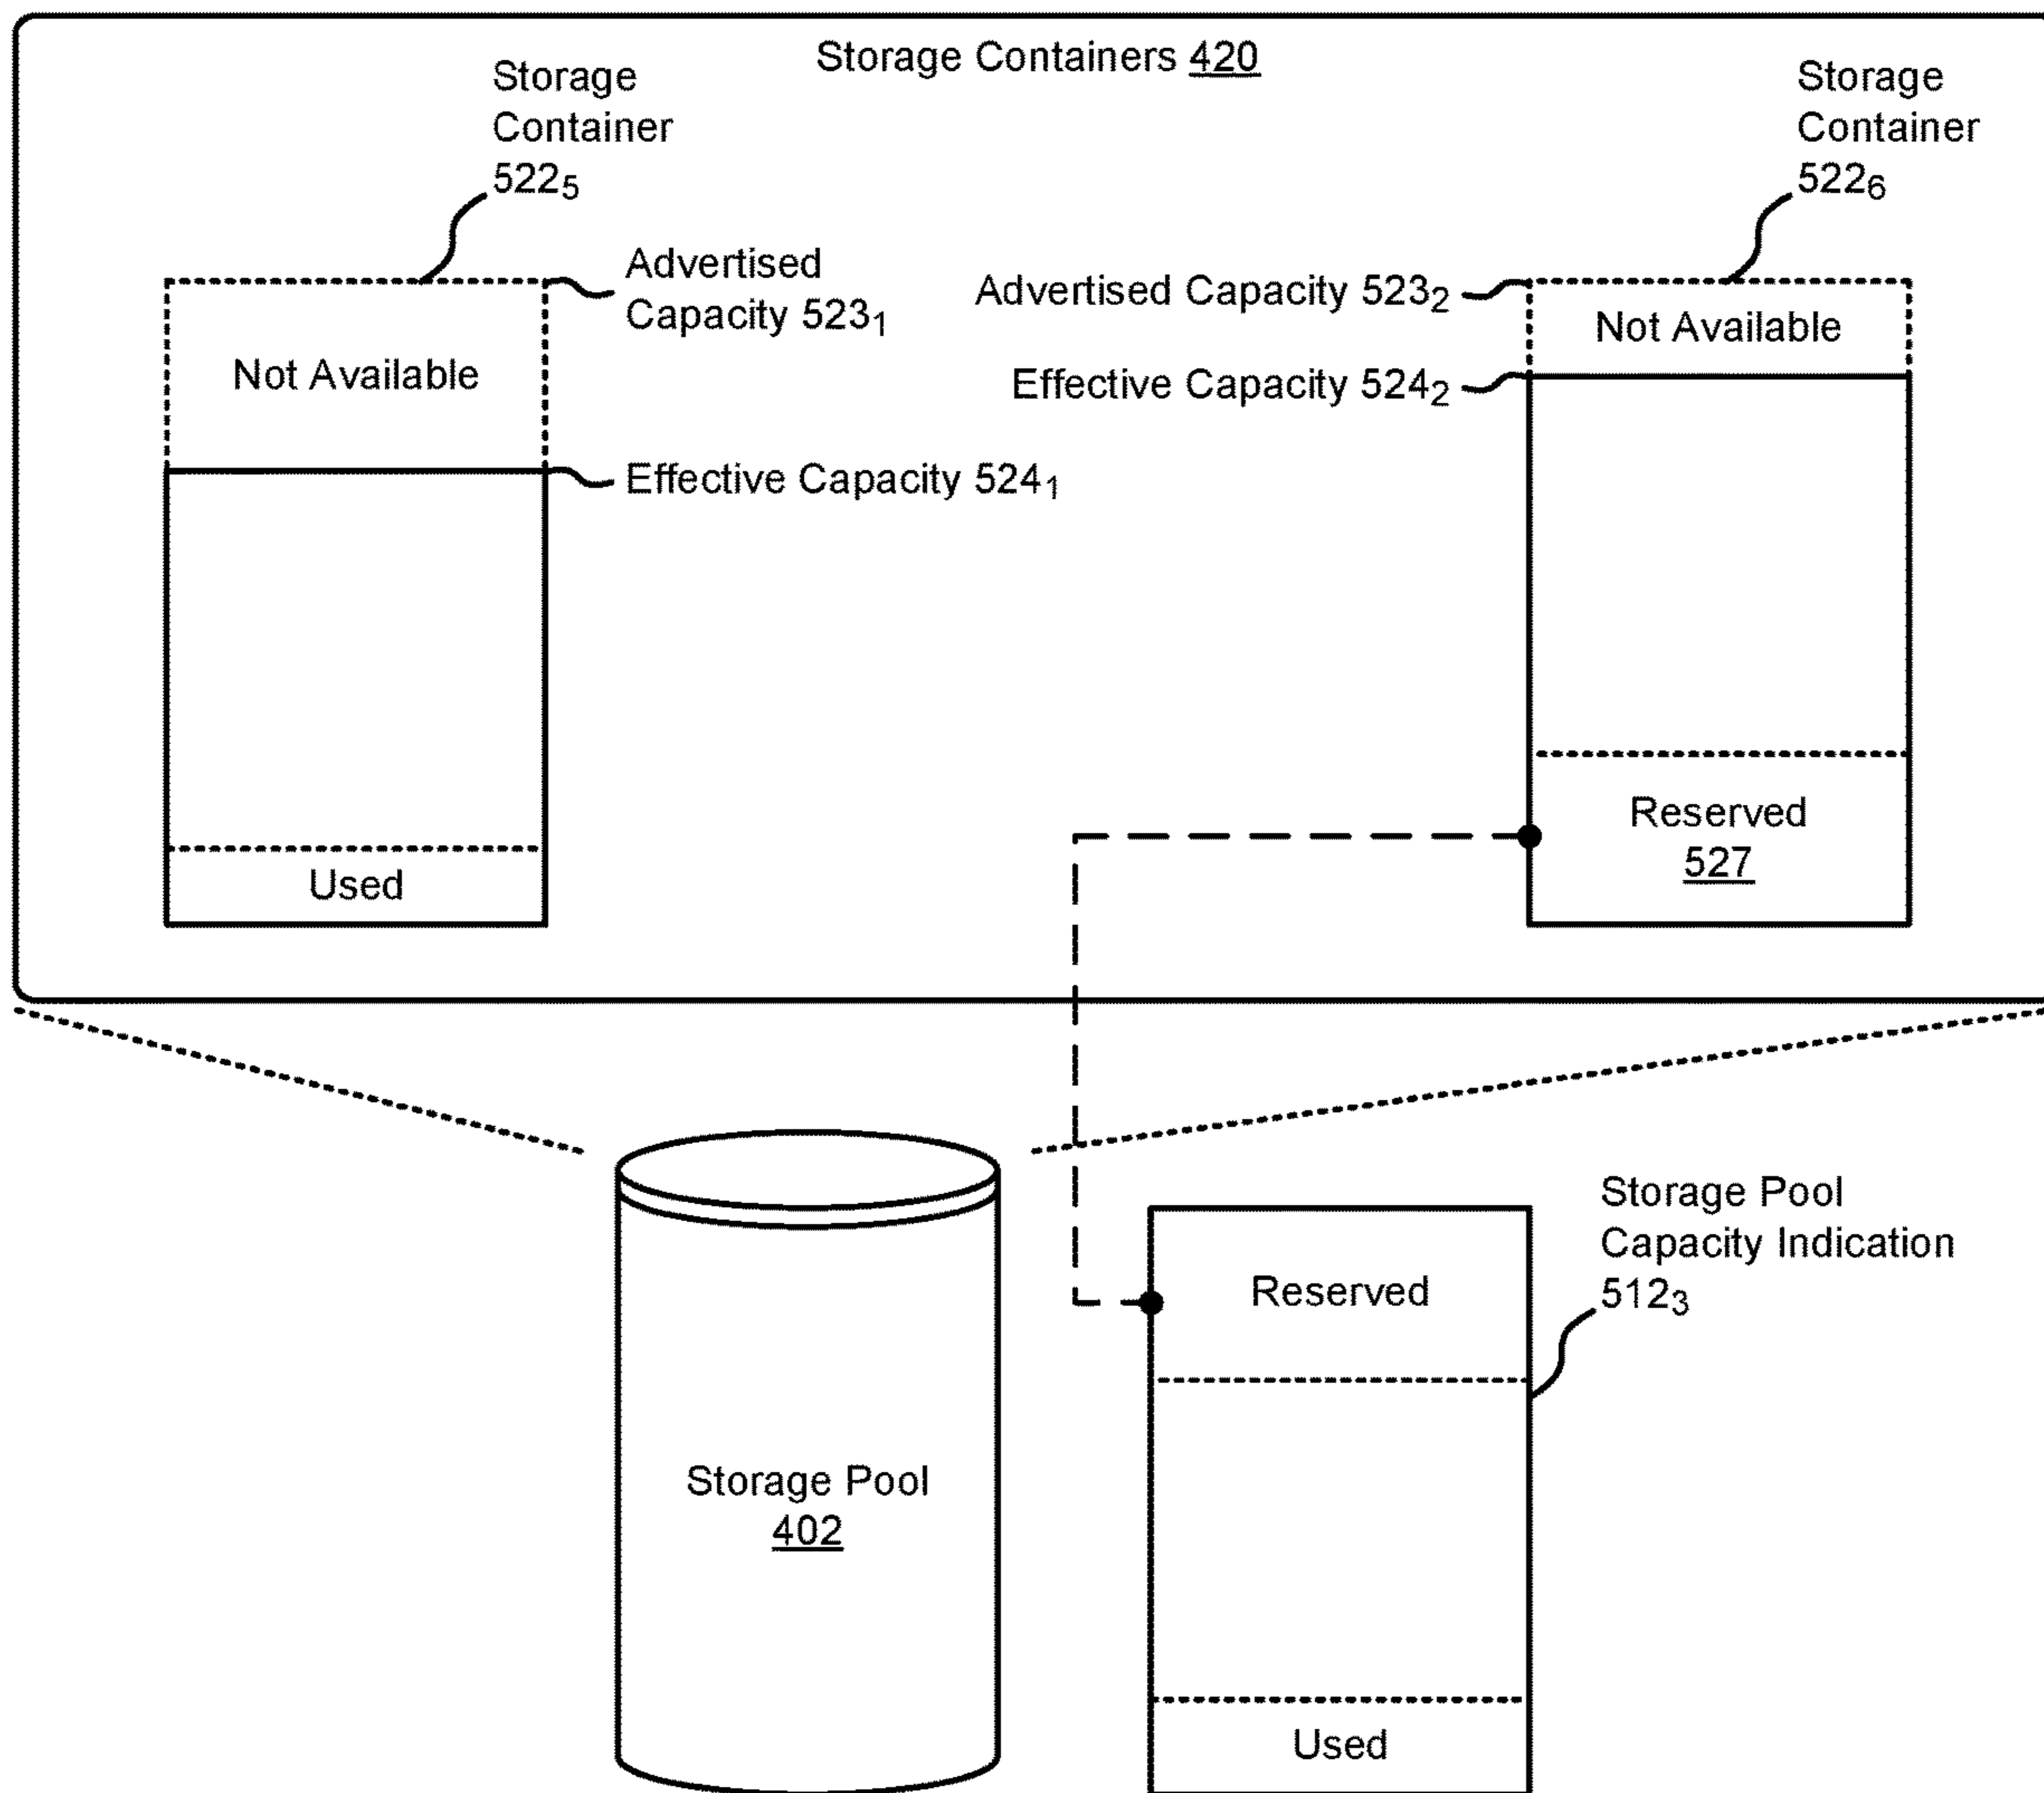 Storage Containers 420
Storage
Container
522₅
Storage
Container
522₆
Advertised
Capacity 523₁
Not Available
Effective Capacity 524₁
Used
Advertised Capacity 523₂
Not Available
Effective Capacity 524₂
Reserved
527
Storage Pool
402
Reserved
Used
Storage Pool
Capacity Indication
512₃